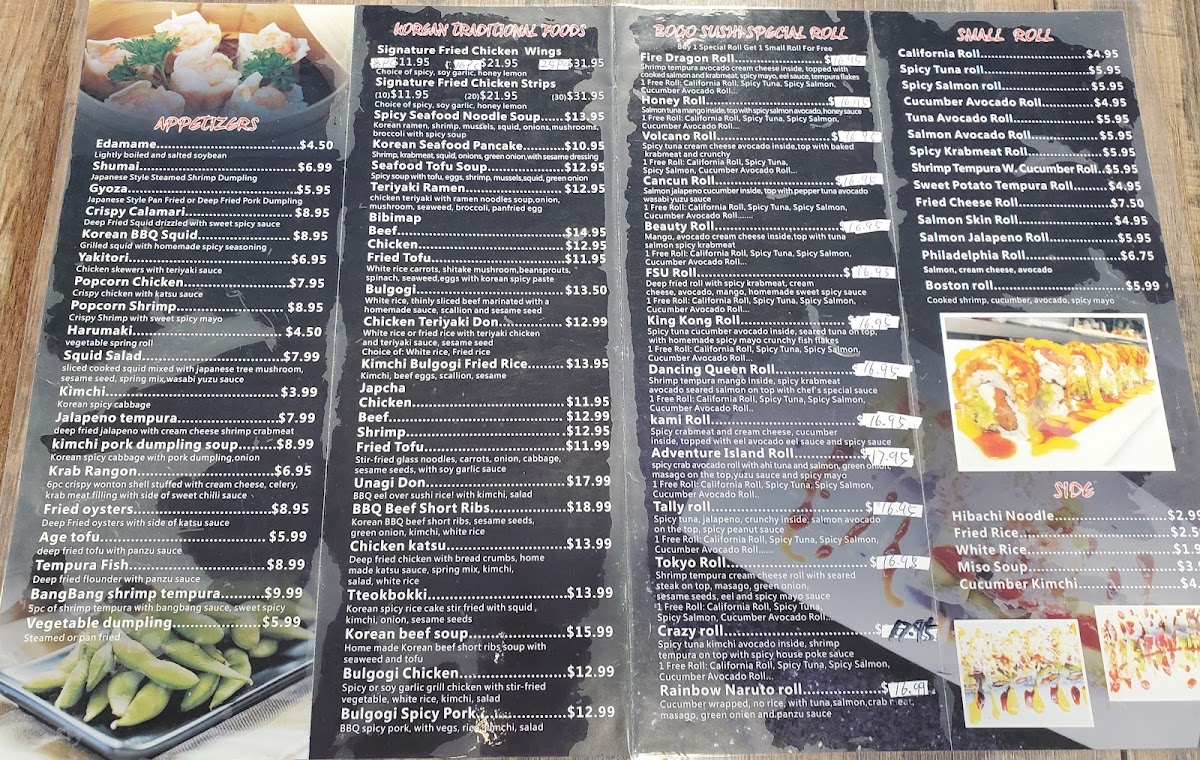 APPETIZERS
Edamame $4.50
Lightly boiled and salted soybean
Shumai $6.99
Japanese Style Steamed Shrimp Dumpling
Gyoza $5.95
Japanese Style Pan Fried or Deep Fried Pork Dumpling
Crispy Calamari $8.95
Deep Fried Squid drizzled with sweet spicy sauce
Korean BBQ Squid $8.95
Grilled squid with homemade spicy seasoning
Yakitori $6.95
Chicken skewers with teriyaki sauce
Popcorn Chicken $7.95
Crispy chicken with katsu sauce
Popcorn Shrimp $8.95
Crispy Shrimp with sweet spicy mayo
Harumaki $4.50
vegetable spring roll
Squid Salad $7.99
sliced cooked squid mixed with japanese tree mushroom,
sesame seed, spring mix,wasabi yuzu sauce
Kimchi $3.99
Korean spicy cabbage
Jalapeno tempura $7.99
deep fried jalapeno with cream cheese shrimp crabmeat
kimchi pork dumpling soup $8.99
Korean spicy cabbage with pork dumpling,onion
Krab Rangon $6.95
6pc crispy wontonshell stuffed with cream cheese, celery,
krab meat filling with side of sweet chilli sauce
Fried oysters $8.95
Deep Fried oysters with side of katsu sauce
Age tofu $5.99
deep fried tofu with panzu sauce
Tempura Fish $8.99
Deep fried flounder with panzu sauce
BangBang shrimp tempura $9.99
5pc of shrimp tempura with bangbang sauce, sweet spicy
Vegetable dumpling $5.99
Steamed or pan fried
KOREAN TRADITIONAL FOODS
Signature Fried Chicken Wings
$11.95 $21.95 $31.95
Choice of spicy, soy garlic, honey lemon
Signature Fried Chicken Strips
(10)$11.95 (20)$21.95 (30)$31.95
Choice of spicy, soy garlic, honey lemon
Spicy Seafood Noodle Soup $13.95
Korean ramen, shrimp, mussels, squid, onions,mushrooms,
broccoli with spicy soup
Korean Seafood Pancake $10.95
Shrimp, krabmeat, squid, onions, green onion,with sesame dressing
Seafood Tofu Soup $12.95
Spicy soup with tofu, eggs, shrimp, mussels,squid, green onion
Teriyaki Ramen $12.95
chicken teriyaki with ramen noodles soup,onion,
mushroom, seaweed, broccoli, panfried egg
Bibimap
Beef $14.95
Chicken $12.95
Fried Tofu $11.95
White rice carrots, shitake mushroom,beansprouts,
spinach, seaweed,eggs with korean spicy paste
Bulgogi $13.50
White rice, thinly sliced beef marinated with a
homemade sauce, scallion and sesame seed
Chicken Teriyaki Don $12.99
White rice or fried rice with teriyaki chicken
and teriyaki sauce, sesame seed
Choice of: White rice, Fried rice
Kimchi Bulgogi Fried Rice $13.95
Kimchi, beef eggs, scallion, sesame
Japcha
Chicken $11.95
Beef $12.99
Shrimp $12.95
Fried Tofu $11.99
Stir-fried glass noodles, carrots, onion, cabbage,
sesame seeds, with soy garlic sauce
Unagi Don $17.99
BBQ eel over sushi rice! with kimchi, salad
BBQ Beef Short Ribs $18.99
Korean BBQ beef short ribs, sesame seeds,
green onion, kimchi, white rice
Chicken katsu $13.99
Deep fried chicken with bread crumbs, home
made katsu sauce, spring mix, kimchi,
salad, white rice
Tteokbokki $13.99
Korean spicy rice cake stir fried with squid ,
kimchi, onion, sesame seeds
Korean beef soup $15.99
Home made Korean beef short ribs soup with
seaweed and tofu
Bulgogi Chicken $12.99
Spicy or soy garlic grill chicken with stir-fried
vegetable, white rice, kimchi, salad
Bulgogi Spicy Pork $12.99
BBQ spicy pork, with vegs, rice, kimchi, salad
BOGO SUSHI SPECIAL ROLL
Buy 1 Special Roll Get 1 Small Roll For Free
Fire Dragon Roll $16.95
Shrimp tempura avocado cream cheese inside, topped with
cooked salmon and krabmeat, spicy mayo, eel sauce, tempura flakes
1 Free Roll: California Roll, Spicy Tuna, Spicy Salmon,
Cucumber Avocado Roll...
Honey Roll $16.95
Salmon tuna mango inside, top with spicy salmon avocado, honey sauce
1 Free Roll: California Roll, Spicy Tuna, Spicy Salmon,
Cucumber Avocado Roll...
Volcano Roll 16.95
Spicy tuna cream cheese avocado inside,top with baked
krabmeat and crunchy
1 Free Roll: California Roll, Spicy Tuna,
Spicy Salmon, Cucumber Avocado Roll...
Cancun Roll 16.95
Salmon jalapeno cucumber inside, top with pepper tuna avocado
wasabi yuzu sauce
1 Free Roll: California Roll, Spicy Tuna, Spicy Salmon,
Cucumber Avocado Roll.......
Beauty Roll 16.95
Mango, avocado cream cheese inside,top with tuna
salmon spicy krabmeat
1 Free Roll: California Roll, Spicy Tuna, Spicy Salmon,
Cucumber Avocado Roll...
FSU Roll $16.95
Deep fried roll with spicy krabmeat, cream
cheese, avocado, mango, homemade sweet spicy sauce
1 Free Roll: California Roll, Spicy Tuna, Spicy Salmon,
Cucumber Avocado Roll...
King Kong Roll 16.95
Spicy tuna cucumber avocado inside, seared tuna on top,
with homemade spicy mayo crunchy fish flakes
1 Free Roll: California Roll, Spicy Tuna, Spicy Salmon,
Cucumber Avocado Roll...
Dancing Queen Roll 16.95
Shrimp tempura mango inside, spicy krabmeat
avocado seared salmon on top with chef's special sauce
1 Free Roll: California Roll, Spicy Tuna, Spicy Salmon,
Cucumber Avocado Roll..
kami Roll 16.95
Spicy crabmeat and cream cheese, cucumber
inside, topped with eel avocado eel sauce and spicy sauce
Adventure Island Roll $17.95
spicy crab avocado roll with ahi tuna and salmon, green onion,
masago on the top,yuzu sauce and spicy mayo
1 Free Roll: California Roll, Spicy Tuna, Spicy Salmon,
Cucumber Avocado Roll..
Tally roll $16.95
Spicy tuna, jalapeno, crunchy inside, salmon avocado
on the top, spicy peanut sauce
1 Free Roll: California Roll, Spicy Tuna, Spicy Salmon,
Cucumber Avocado Roll......
Tokyo Roll $16.95
Shrimp tempura cream cheese roll with seared
steak on top, masago, green onion,
sesame seeds, eel and spicy mayo sauce
1 Free Roll: California Roll, Spicy Tuna,
Spicy Salmon, Cucumber Avocado Roll...
Crazy roll
Spicy tuna kimchi avocado inside, shrimp
tempura on top with spicy house poke sauce
1 Free Roll: California Roll, Spicy Tuna, Spicy Salmon,
Cucumber Avocado Roll...
Rainbow Naruto roll $16.99
Cucumber wrapped, no rice, with tuna,salmon,crab meat,
masago, green onion and panzu sauce
SMALL ROLL
California Roll $4.95
Spicy Tuna roll $5.95
Spicy Salmon roll $5.95
Cucumber Avocado Roll $4.95
Tuna Avocado Roll $5.95
Salmon Avocado Roll $5.95
Spicy Krabmeat Roll $5.95
Shrimp Tempura W. Cucumber Roll..$5.95
Sweet Potato Tempura Roll $4.95
Fried Cheese Roll $7.50
Salmon Skin Roll $4.95
Salmon Jalapeno Roll $5.95
Philadelphia Roll $6.75
Salmon, cream cheese, avocado
Boston roll $5.99
Cooked shrimp, cucumber, avocado, spicy mayo
SIDE
Hibachi Noodle $2.99
Fried Rice $2.5
White Rice $1.
Miso Soup $3.
Cucumber Kimchi